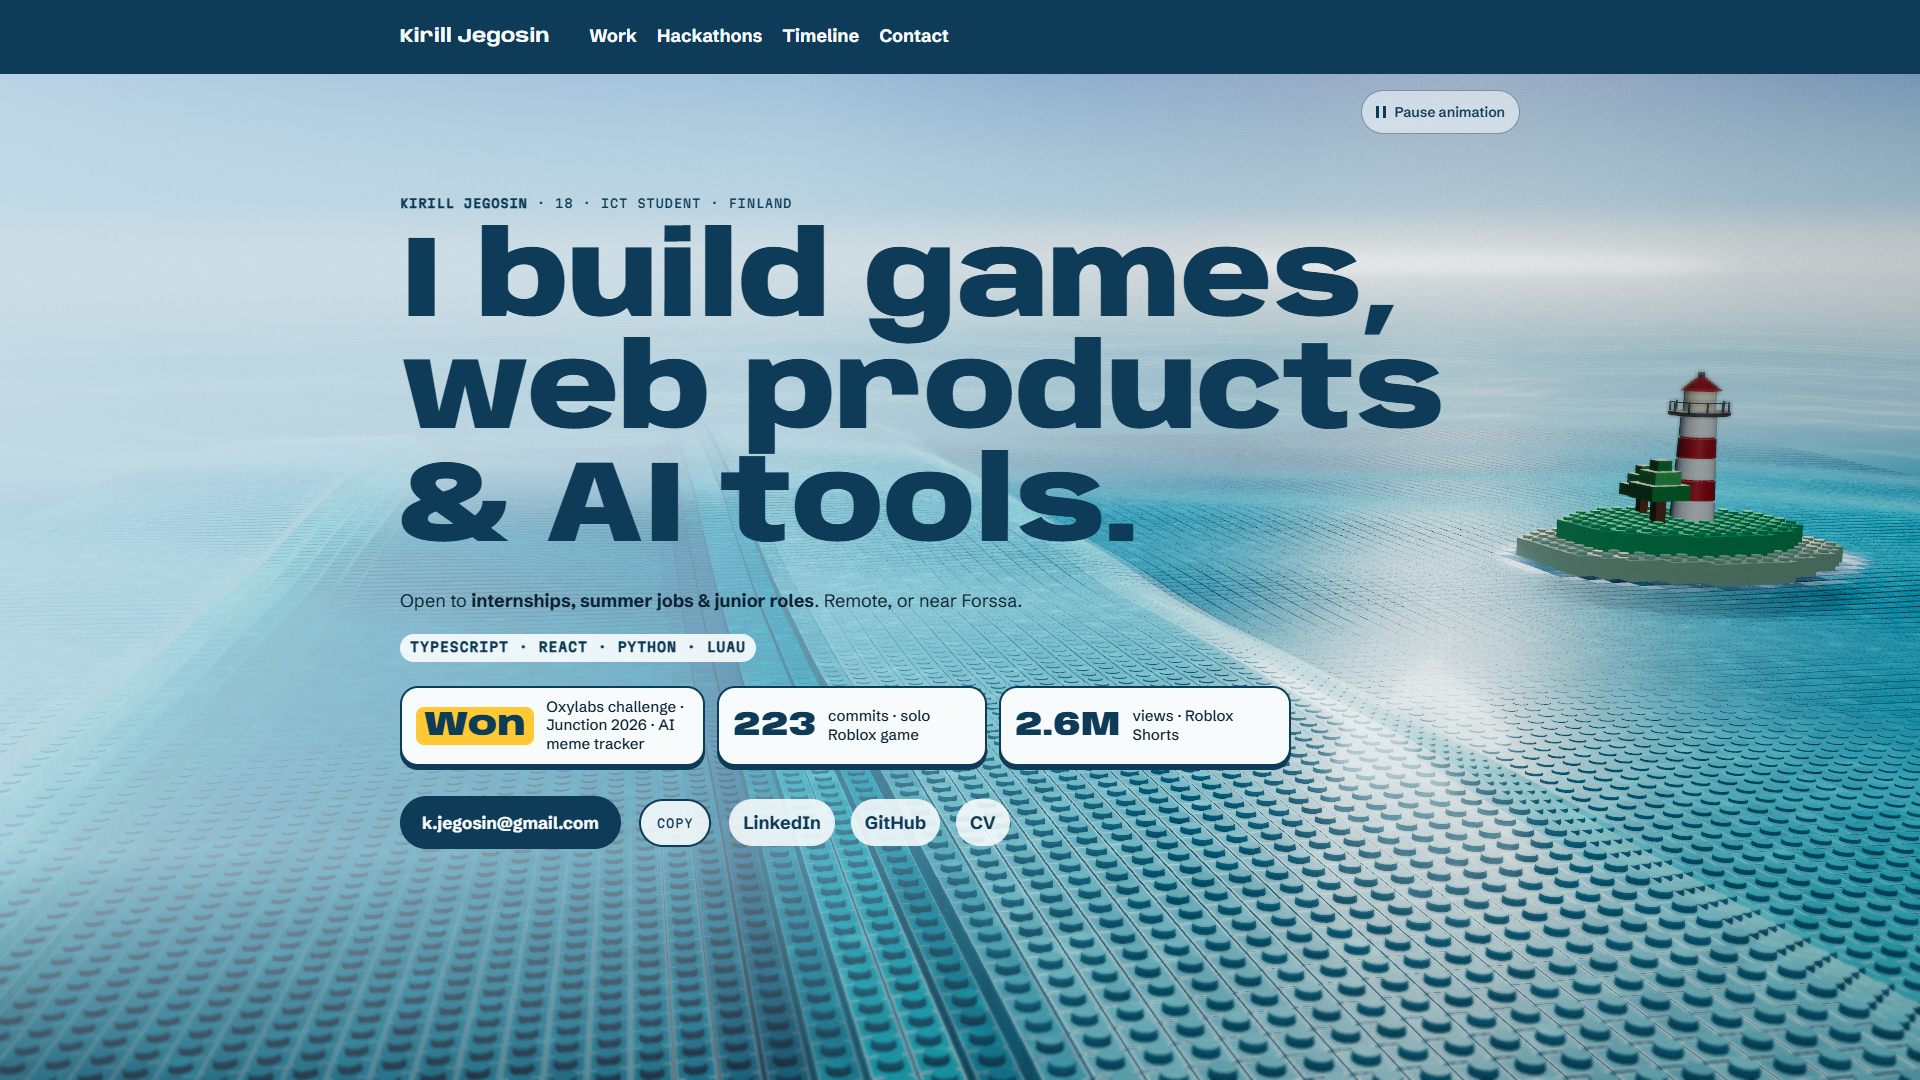 Kirill Jegosin Work Hackathons Timeline Contact
Pause animation
KIRILL JEGOSIN · 18 · ICT STUDENT · FINLAND
I build games,
web products
& AI tools.
Open to internships, summer jobs & junior roles. Remote, or near Forssa.
TYPESCRIPT · REACT · PYTHON · LUAU
Won
Oxylabs challenge ·
Junction 2026 · AI
meme tracker
223
commits · solo
Roblox game
2.6M
views · Roblox
Shorts
k.jegosin@gmail.com COPY LinkedIn GitHub CV